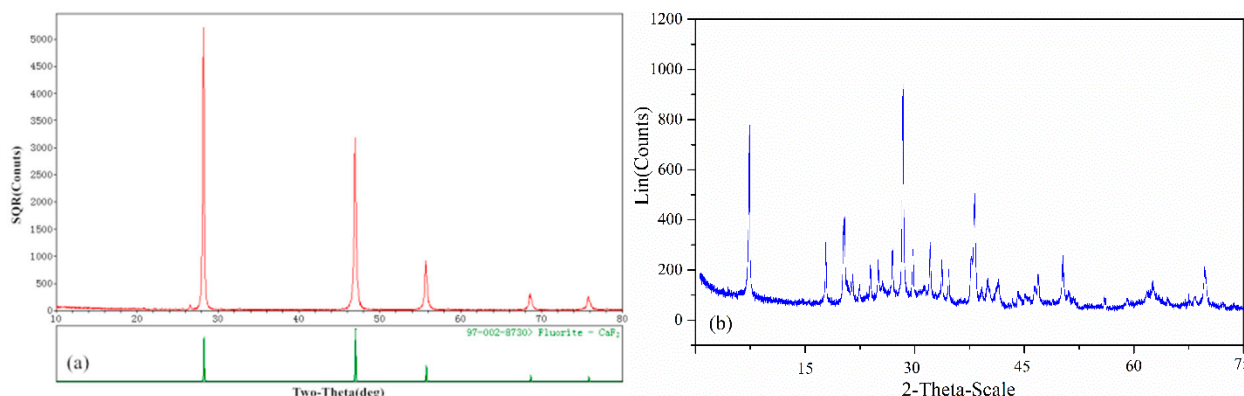 SQR(Conuts)
5000
4500
4000
3500
3000
2500
2000
1500
1000
500
0
97-002-8730> Fluorite - CaF₂
(a)
10 20 30 40 50 60 70 80
Two-Theta(deg)
Lin(Counts)
1200
1000
800
600
400
200
0
(b)
15 30 45 60 75
2-Theta-Scale